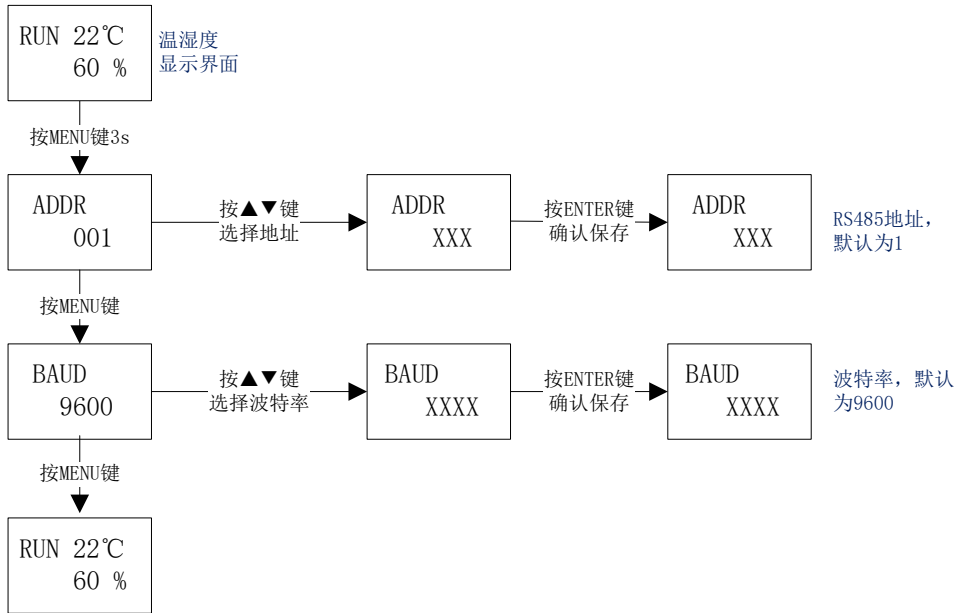 RUN 22℃
60 %
温湿度
显示界面
按MENU键3s
ADDR
001
按▲▼键
选择地址
ADDR
XXX
按ENTER键
确认保存
ADDR
XXX
RS485地址，
默认为1
按MENU键
BAUD
9600
按▲▼键
选择波特率
BAUD
XXXX
按ENTER键
确认保存
BAUD
XXXX
波特率，默认
为9600
按MENU键
RUN 22℃
60 %